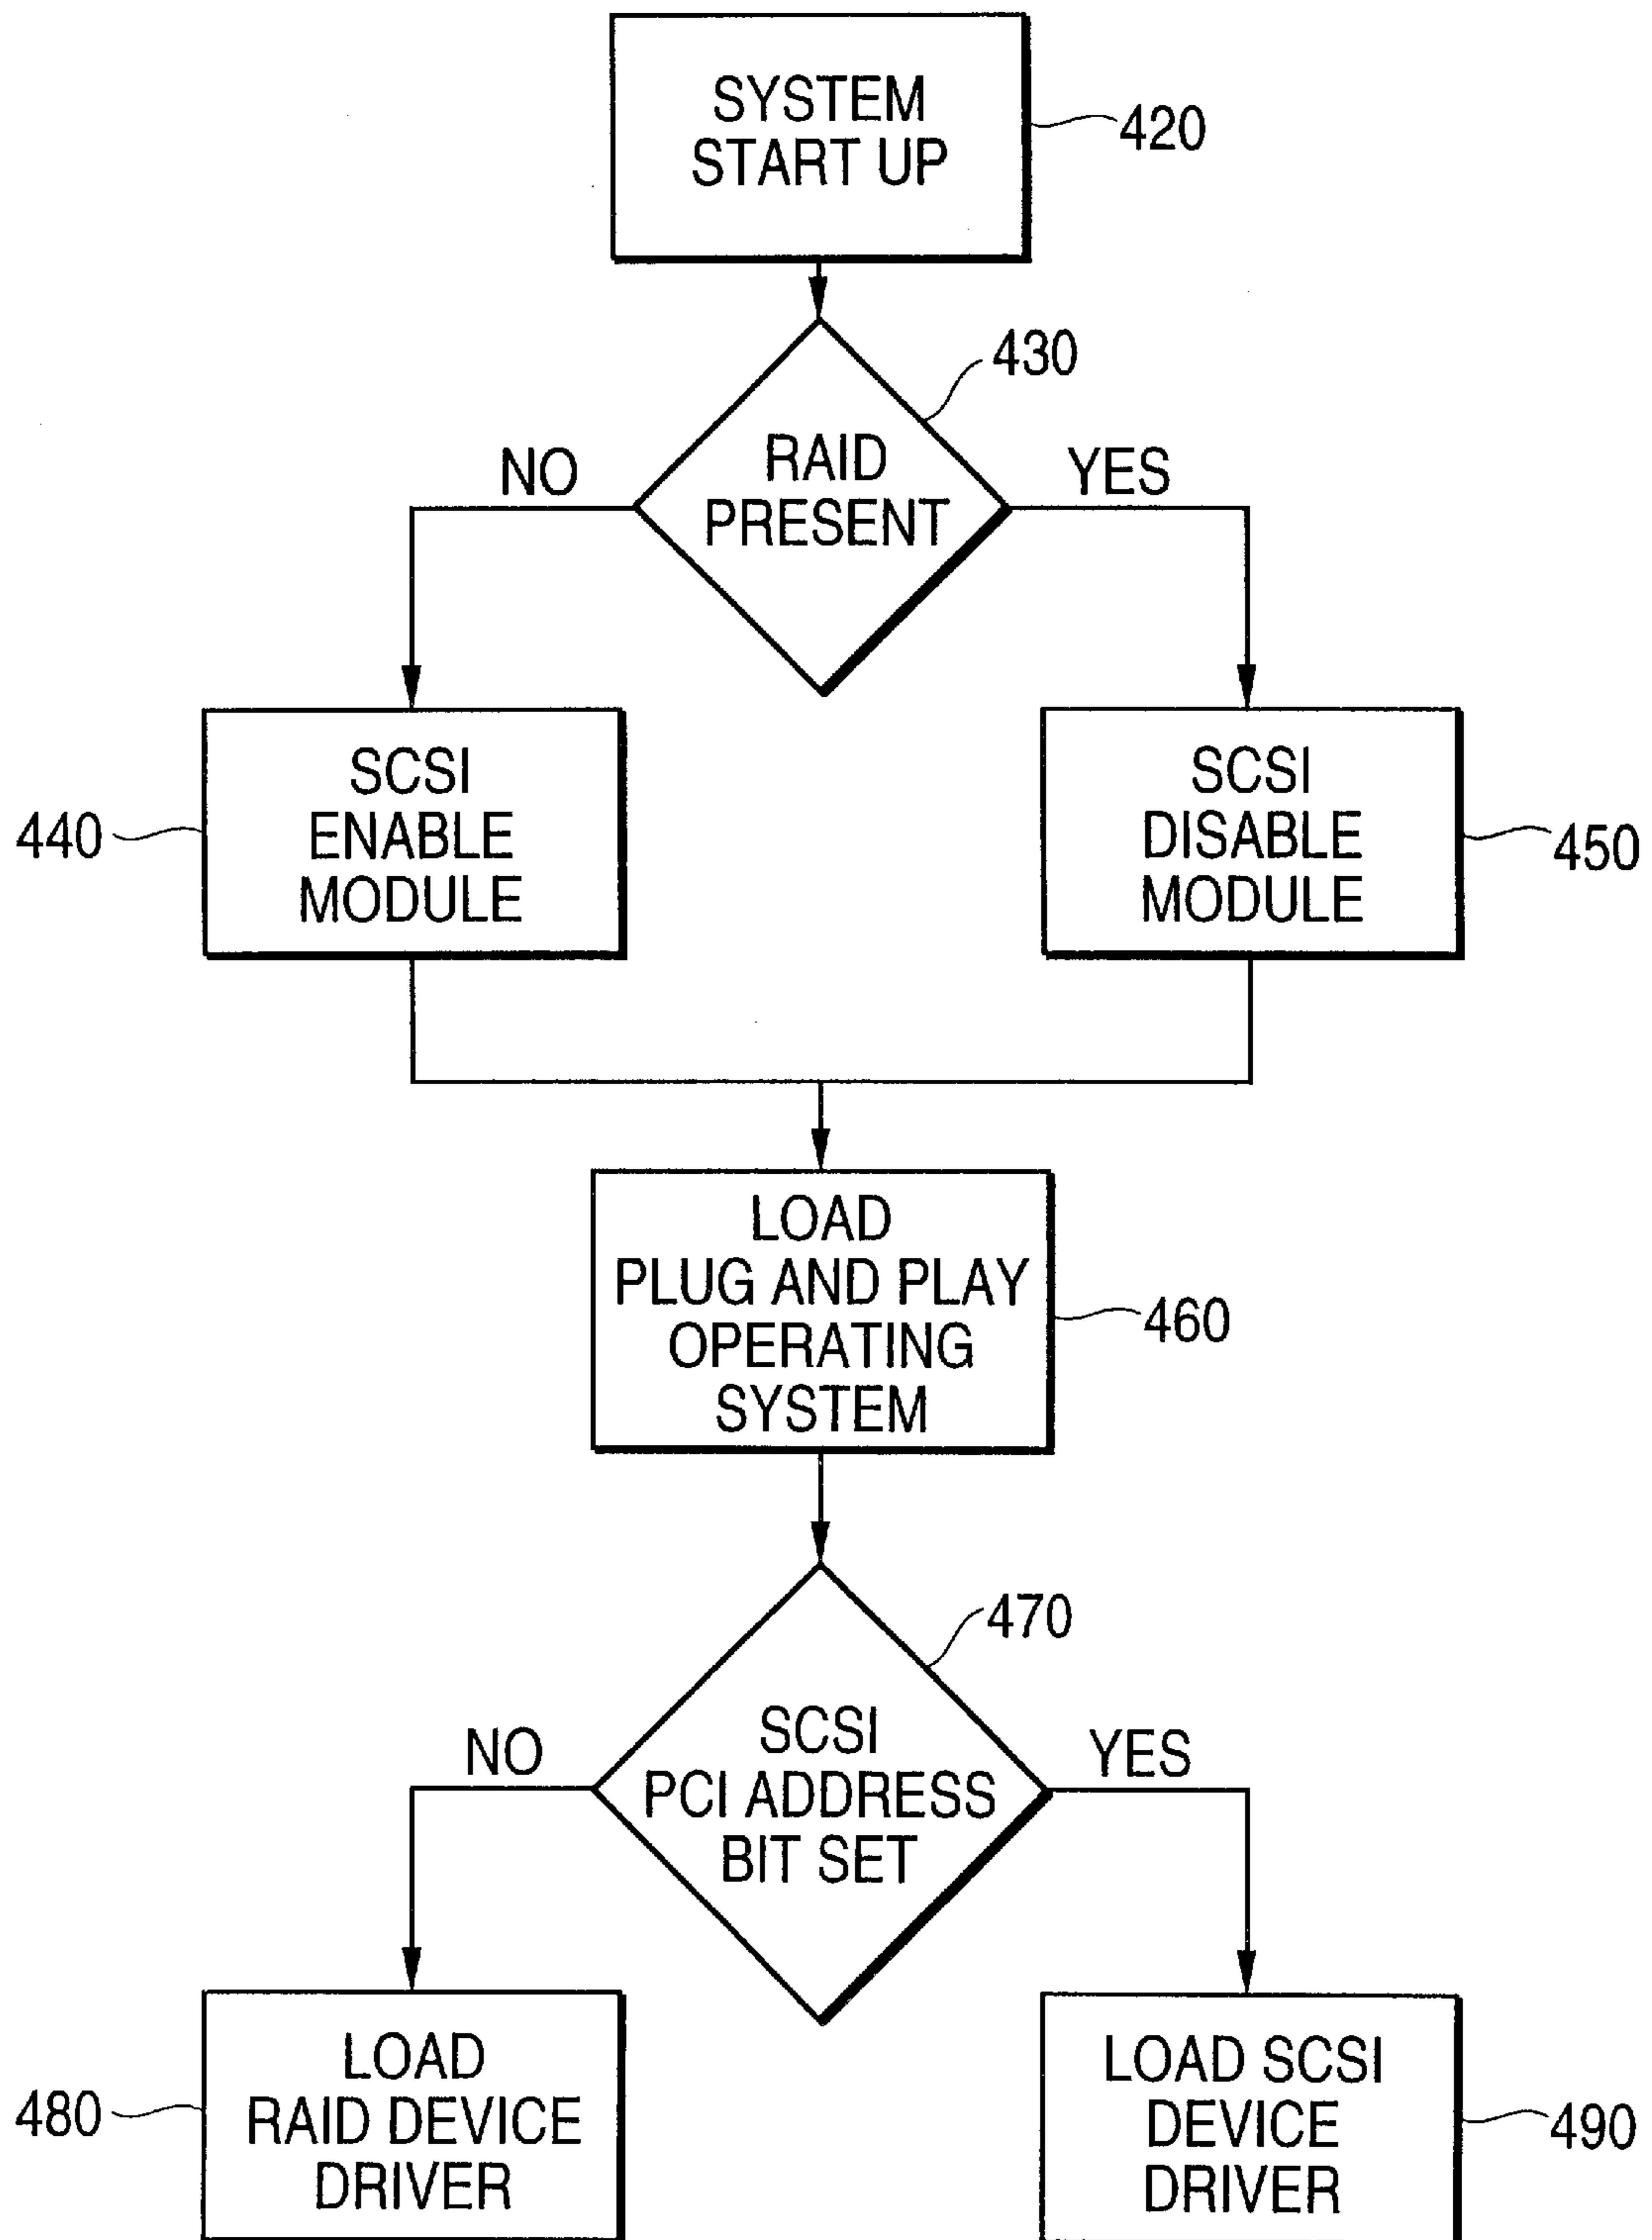 SYSTEM
START UP
420
430
RAID
PRESENT
NO
YES
SCSI
ENABLE
MODULE
440
SCSI
DISABLE
MODULE
450
LOAD
PLUG AND PLAY
OPERATING
SYSTEM
460
470
SCSI
PCI ADDRESS
BIT SET
NO
YES
LOAD
RAID DEVICE
DRIVER
480
LOAD SCSI
DEVICE
DRIVER
490